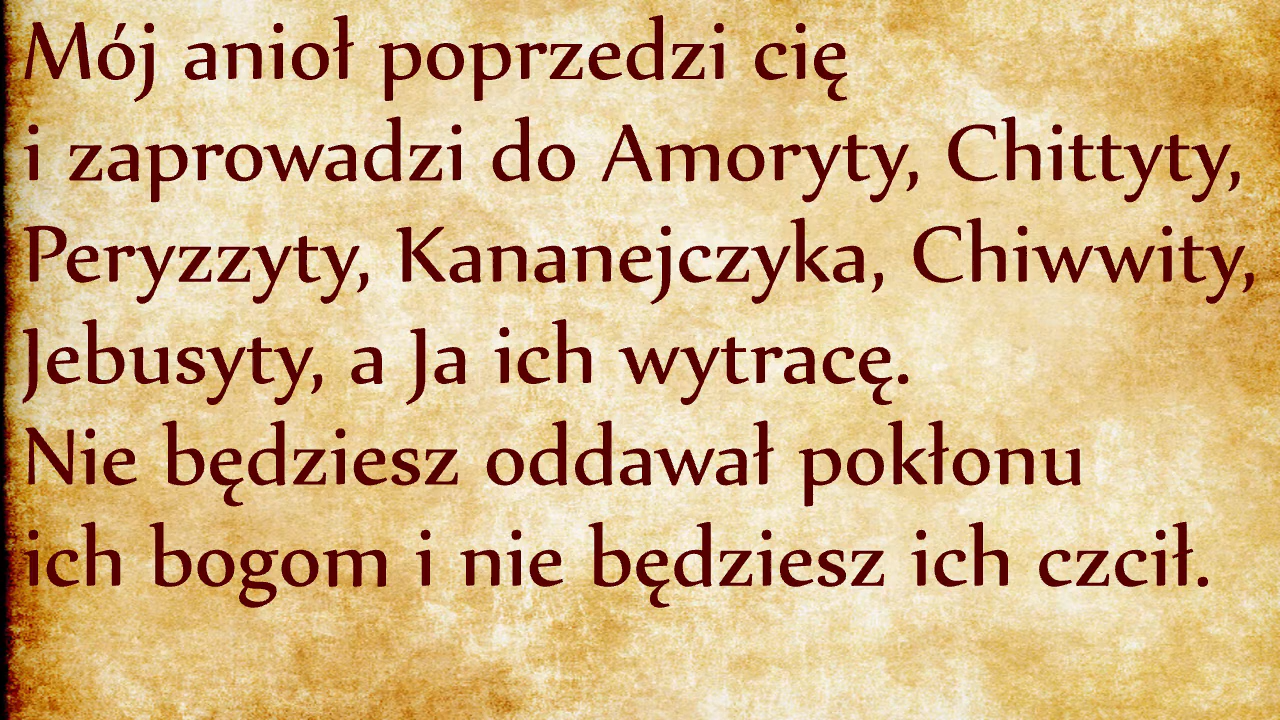 Mój anioł poprzedzi cię
i zaprowadzi do Amoryty, Chittyty,
Peryzzyty, Kananejczyka, Chiwwity,
Jebusyty, a Ja ich wytracę.
Nie będziesz oddawał pokłonu
ich bogom i nie będziesz ich czcił.